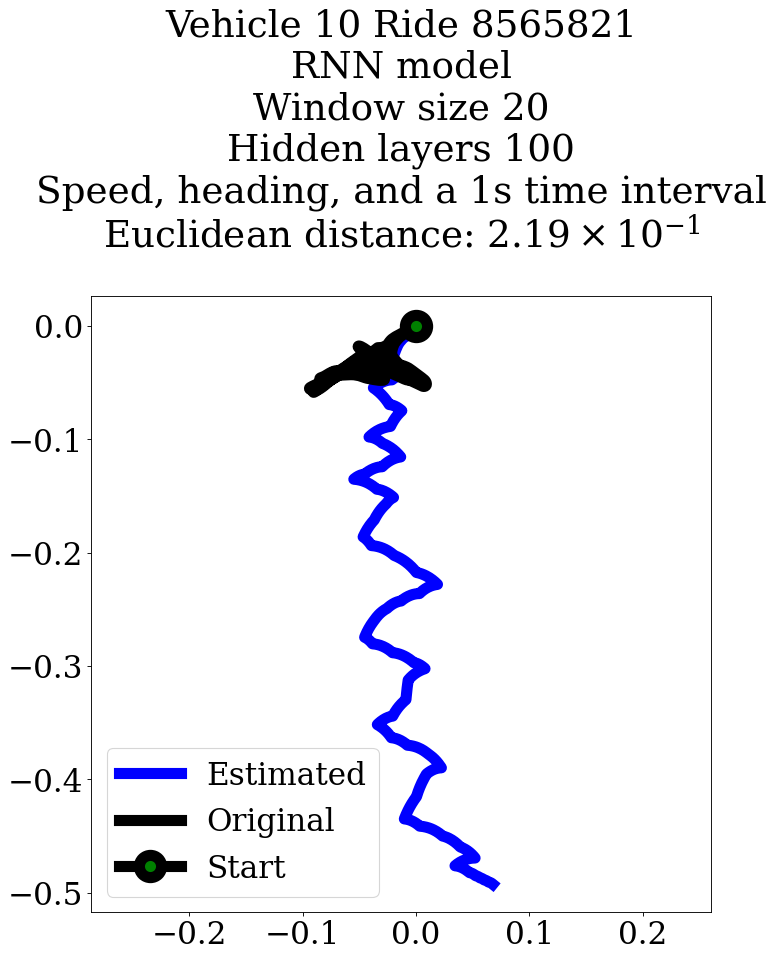 Vehicle 10 Ride 8565821
RNN model
Window size 20
Hidden layers 100
Speed, heading, and a 1s time interval
Euclidean distance: 2.19 × 10⁻¹
0.0
−0.1
−0.2
−0.3
−0.4
−0.5
Estimated
Original
Start
−0.2 −0.1 0.0 0.1 0.2